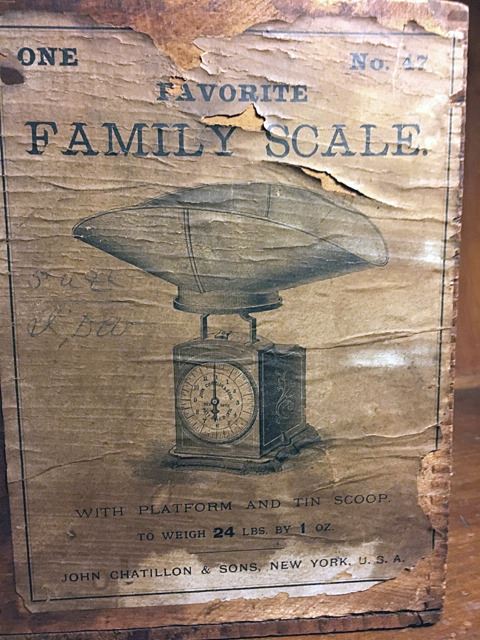 ONE No. 47
FAVORITE
FAMILY SCALE.
WITH PLATFORM AND TIN SCOOP.
TO WEIGH 24 LBS. BY 1 OZ.
JOHN CHATILLON & SONS, NEW YORK, U. S. A.